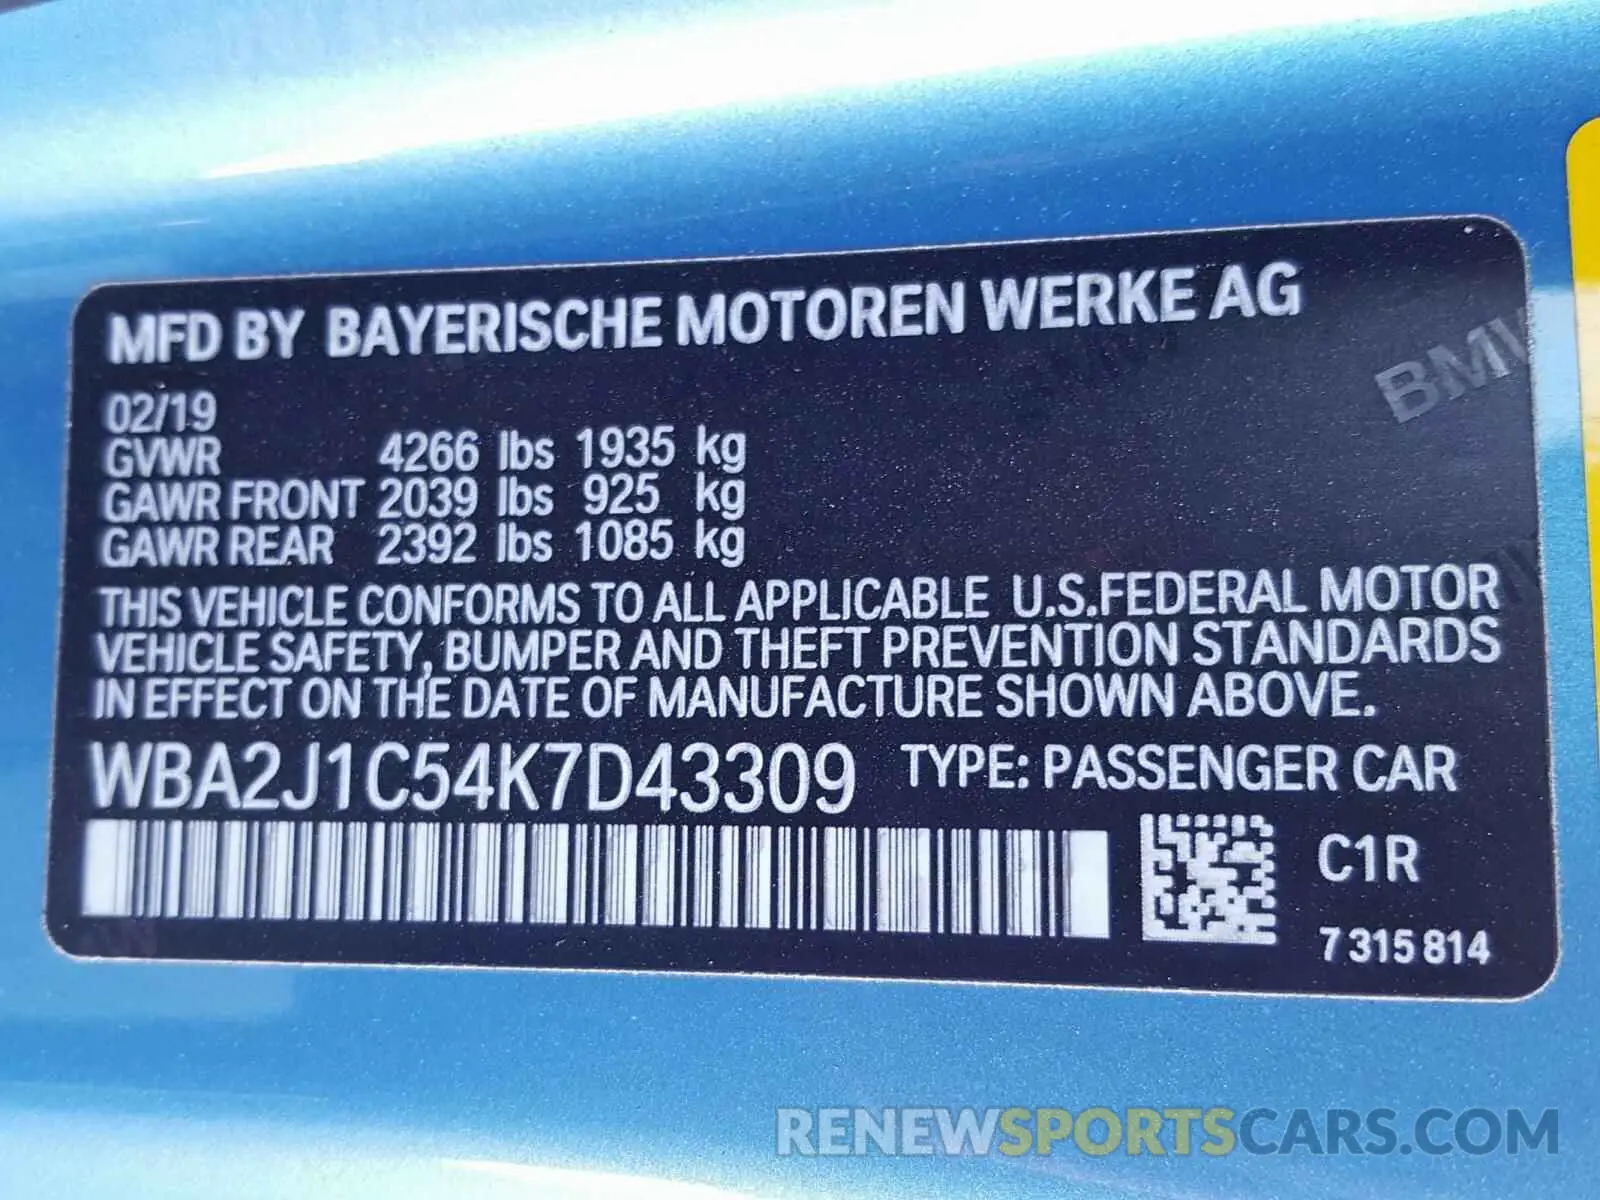 MFD BY BAYERISCHE MOTOREN WERKE AG
BMW
02/19
GVWR 4266 lbs 1935 kg
GAWR FRONT 2039 lbs 925 kg
GAWR REAR 2392 lbs 1085 kg
THIS VEHICLE CONFORMS TO ALL APPLICABLE U.S.FEDERAL MOTOR
VEHICLE SAFETY, BUMPER AND THEFT PREVENTION STANDARDS
IN EFFECT ON THE DATE OF MANUFACTURE SHOWN ABOVE.
WBA2J1C54K7D43309 TYPE: PASSENGER CAR
C1R
7 315 814
RENEWSPORTSCARS.COM